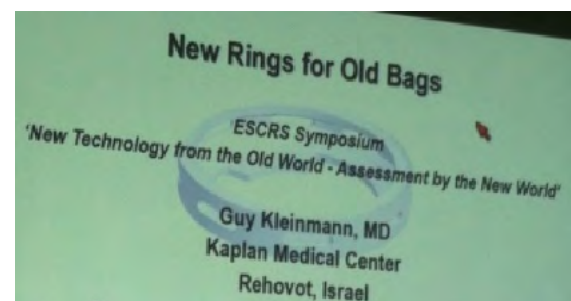 New Rings for Old Bags
ESCRS Symposium
'New Technology from the Old World - Assessment by the New World'
Guy Kleinmann, MD
Kaplan Medical Center
Rehovot, Israel